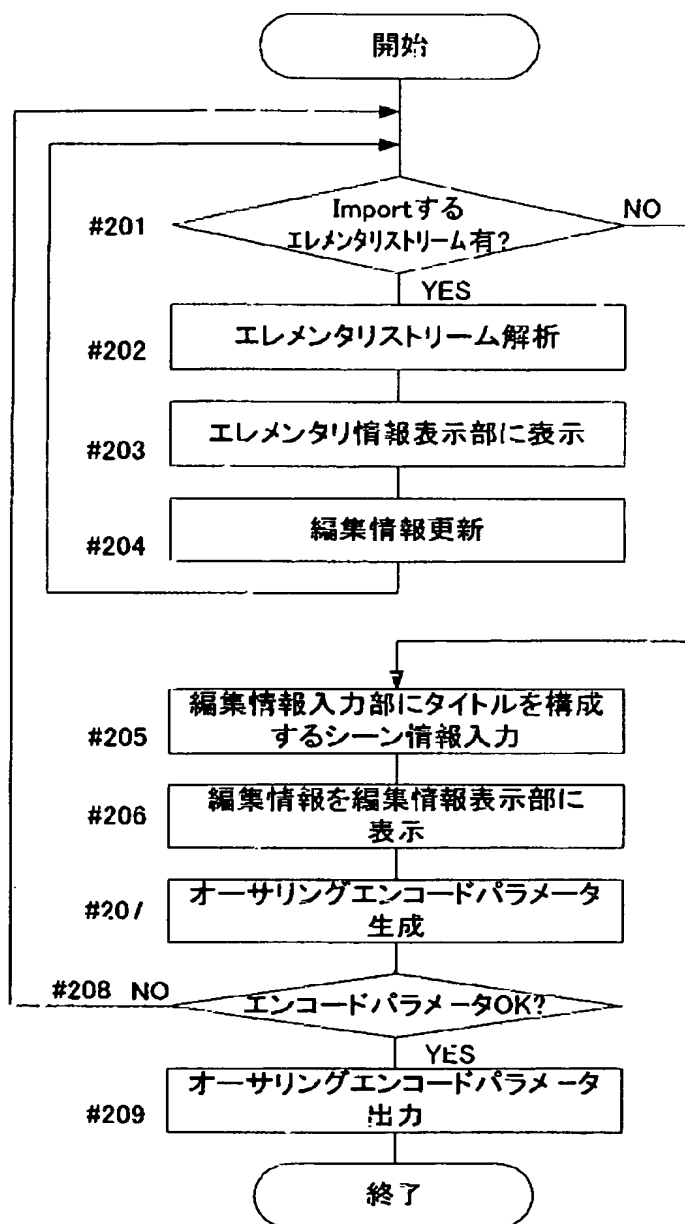 開始
#201
Importする
エレメンタリストリーム有?
NO
YES
#202
エレメンタリストリーム解析
#203
エレメンタリ情報表示部に表示
#204
編集情報更新
#205
編集情報入力部にタイトルを構成
するシーン情報入力
#206
編集情報を編集情報表示部に
表示
#207
オーサリングエンコードパラメータ
生成
#208 NO
エンコードパラメータOK?
YES
#209
オーサリングエンコードパラメータ
出力
終了